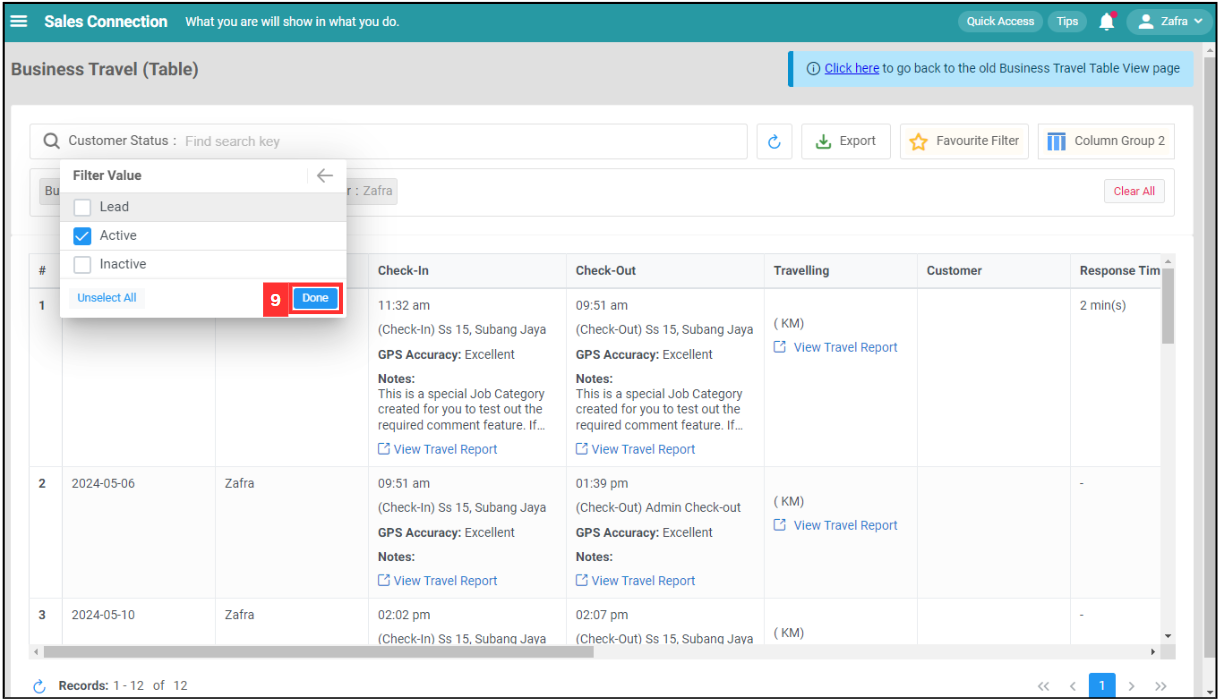 Sales Connection What you are will show in what you do. Quick Access Tips Zafra
Business Travel (Table)
Click here to go back to the old Business Travel Table View page
Customer Status : Find search key
Export
Favourite Filter
Column Group 2
Filter Value
Bu
r : Zafra
Clear All
Lead
Active
Inactive
Unselect All
9 Done
# Check-In Check-Out Travelling Customer Response Tim
1 11:32 am 09:51 am 2 min(s)
(Check-In) Ss 15, Subang Jaya (Check-Out) Ss 15, Subang Jaya ( KM)
GPS Accuracy: Excellent GPS Accuracy: Excellent View Travel Report
Notes: Notes:
This is a special Job Category This is a special Job Category
created for you to test out the created for you to test out the
required comment feature. If... required comment feature. If...
View Travel Report View Travel Report
2 2024-05-06 Zafra 09:51 am 01:39 pm -
(Check-In) Ss 15, Subang Jaya (Check-Out) Admin Check-out ( KM)
GPS Accuracy: Excellent GPS Accuracy: Excellent View Travel Report
Notes: Notes:
View Travel Report View Travel Report
3 2024-05-10 Zafra 02:02 pm 02:07 pm -
(Check-In) Ss 15, Subang Jaya (Check-Out) Ss 15, Subang Jaya ( KM)
Records: 1 - 12 of 12 << < 1 > >>